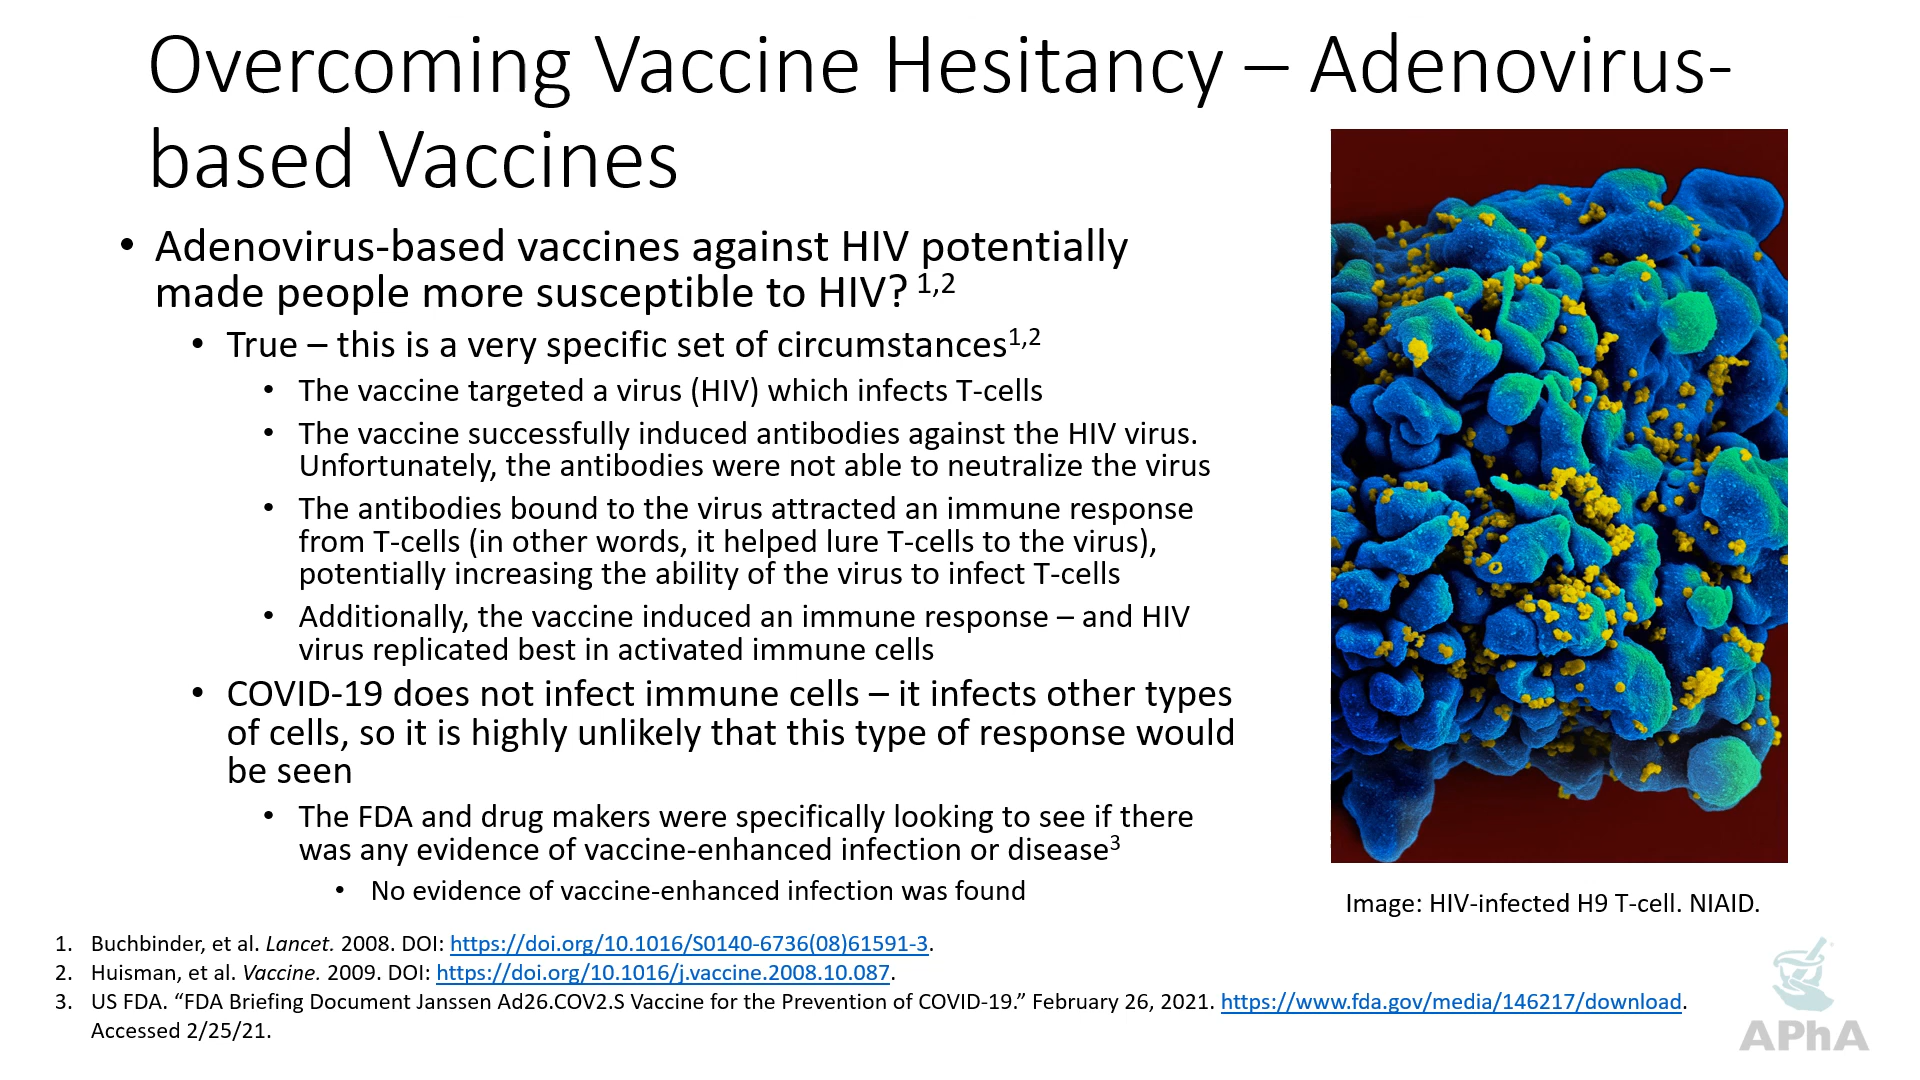 Overcoming Vaccine Hesitancy – Adenovirus-
based Vaccines
• Adenovirus-based vaccines against HIV potentially
made people more susceptible to HIV? 1,2
• True – this is a very specific set of circumstances1,2
• The vaccine targeted a virus (HIV) which infects T-cells
• The vaccine successfully induced antibodies against the HIV virus.
Unfortunately, the antibodies were not able to neutralize the virus
• The antibodies bound to the virus attracted an immune response
from T-cells (in other words, it helped lure T-cells to the virus),
potentially increasing the ability of the virus to infect T-cells
• Additionally, the vaccine induced an immune response – and HIV
virus replicated best in activated immune cells
• COVID-19 does not infect immune cells – it infects other types
of cells, so it is highly unlikely that this type of response would
be seen
• The FDA and drug makers were specifically looking to see if there
was any evidence of vaccine-enhanced infection or disease3
• No evidence of vaccine-enhanced infection was found
Image: HIV-infected H9 T-cell. NIAID.
1. Buchbinder, et al. Lancet. 2008. DOI: https://doi.org/10.1016/S0140-6736(08)61591-3.
2. Huisman, et al. Vaccine. 2009. DOI: https://doi.org/10.1016/j.vaccine.2008.10.087.
3. US FDA. “FDA Briefing Document Janssen Ad26.COV2.S Vaccine for the Prevention of COVID-19.” February 26, 2021. https://www.fda.gov/media/146217/download.
Accessed 2/25/21.
APhA